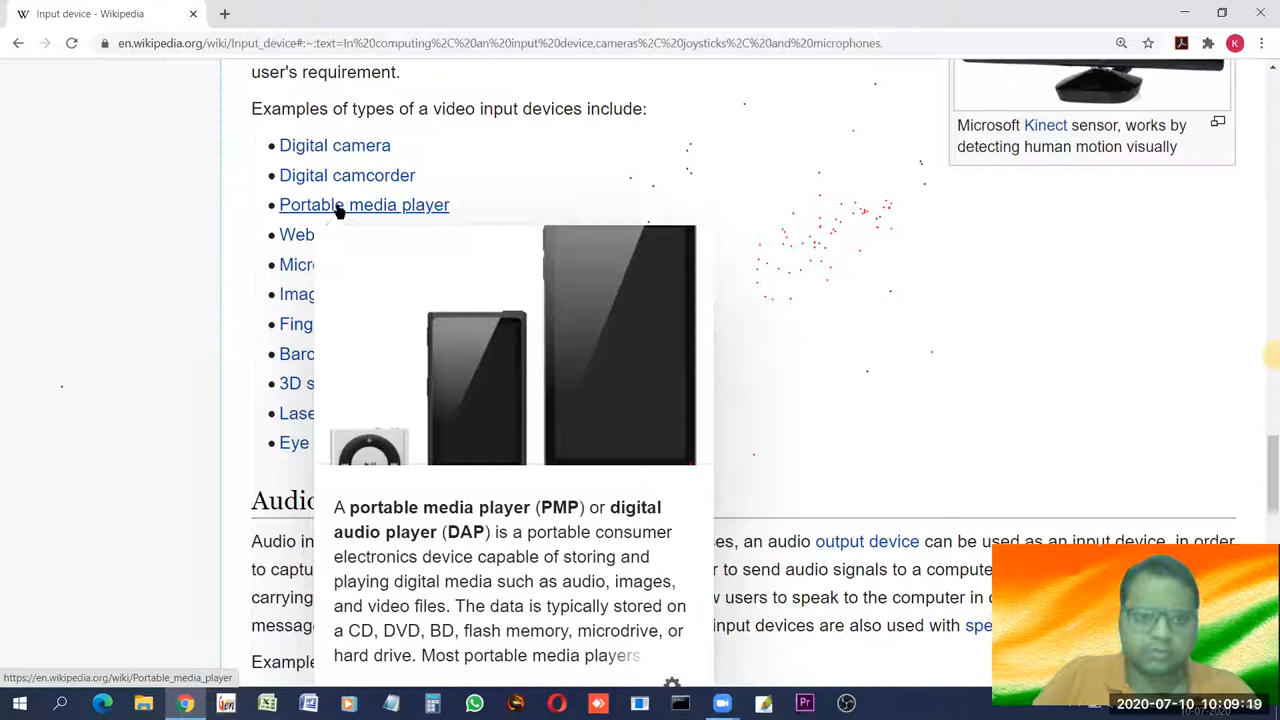 Input device - Wikipedia
en.wikipedia.org/wiki/Input_device#:~:text=In%20computing%2C%20an%20input%20device,cameras%2C%20joysticks%2C%20and%20microphones.
K
user's requirement.
Examples of types of a video input devices include:
Digital camera
Digital camcorder
Portable media player
Web
Micr
Imag
Fing
Barc
3D s
Lase
Eye
Microsoft Kinect sensor, works by
detecting human motion visually
A portable media player (PMP) or digital
audio player (DAP) is a portable consumer
electronics device capable of storing and
playing digital media such as audio, images,
and video files. The data is typically stored on
a CD, DVD, BD, flash memory, microdrive, or
hard drive. Most portable media players
Audio
Audio in ses, an audio output device can be used as an input device, in order
to captu r to send audio signals to a compute
carrying w users to speak to the computer in
messag input devices are also used with spe
Exampl
https://en.wikipedia.org/wiki/Portable_media_player
2020-07-10 10:09:19
10-07-2020